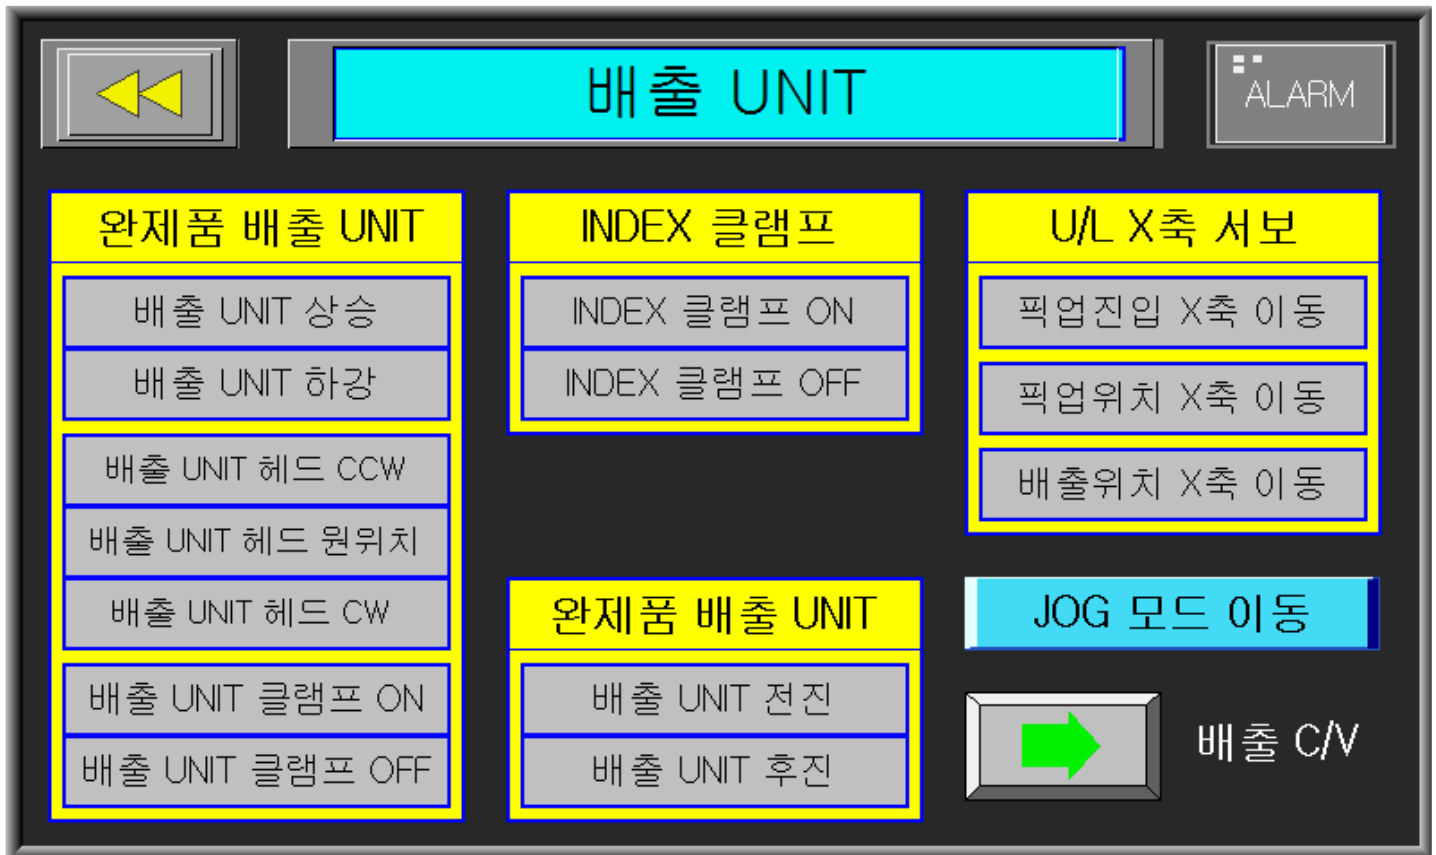 배출 UNIT
ALARM
완제품 배출 UNIT
배출 UNIT 상승
배출 UNIT 하강
배출 UNIT 헤드 CCW
배출 UNIT 헤드 원위치
배출 UNIT 헤드 CW
배출 UNIT 클램프 ON
배출 UNIT 클램프 OFF
INDEX 클램프
INDEX 클램프 ON
INDEX 클램프 OFF
완제품 배출 UNIT
배출 UNIT 전진
배출 UNIT 후진
U/L X축 서보
픽업진입 X축 이동
픽업위치 X축 이동
배출위치 X축 이동
JOG 모드 이동
배출 C/V